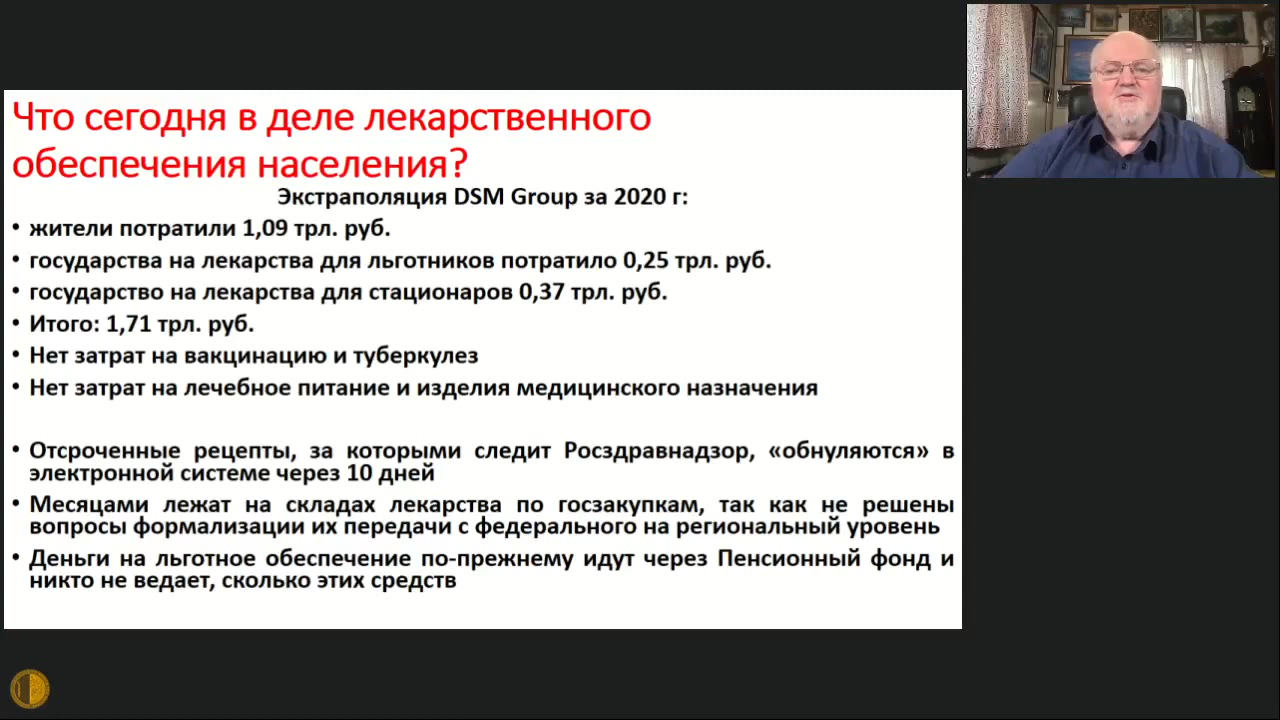 Что сегодня в деле лекарственного
обеспечения населения?
Экстраполяция DSM Group за 2020 г:
• жители потратили 1,09 трл. руб.
• государства на лекарства для льготников потратило 0,25 трл. руб.
• государство на лекарства для стационаров 0,37 трл. руб.
• Итого: 1,71 трл. руб.
• Нет затрат на вакцинацию и туберкулез
• Нет затрат на лечебное питание и изделия медицинского назначения
• Отсроченные рецепты, за которыми следит Росздравнадзор, «обнуляются» в
электронной системе через 10 дней
• Месяцами лежат на складах лекарства по госзакупкам, так как не решены
вопросы формализации их передачи с федерального на региональный уровень
• Деньги на льготное обеспечение по-прежнему идут через Пенсионный фонд и
никто не ведает, сколько этих средств